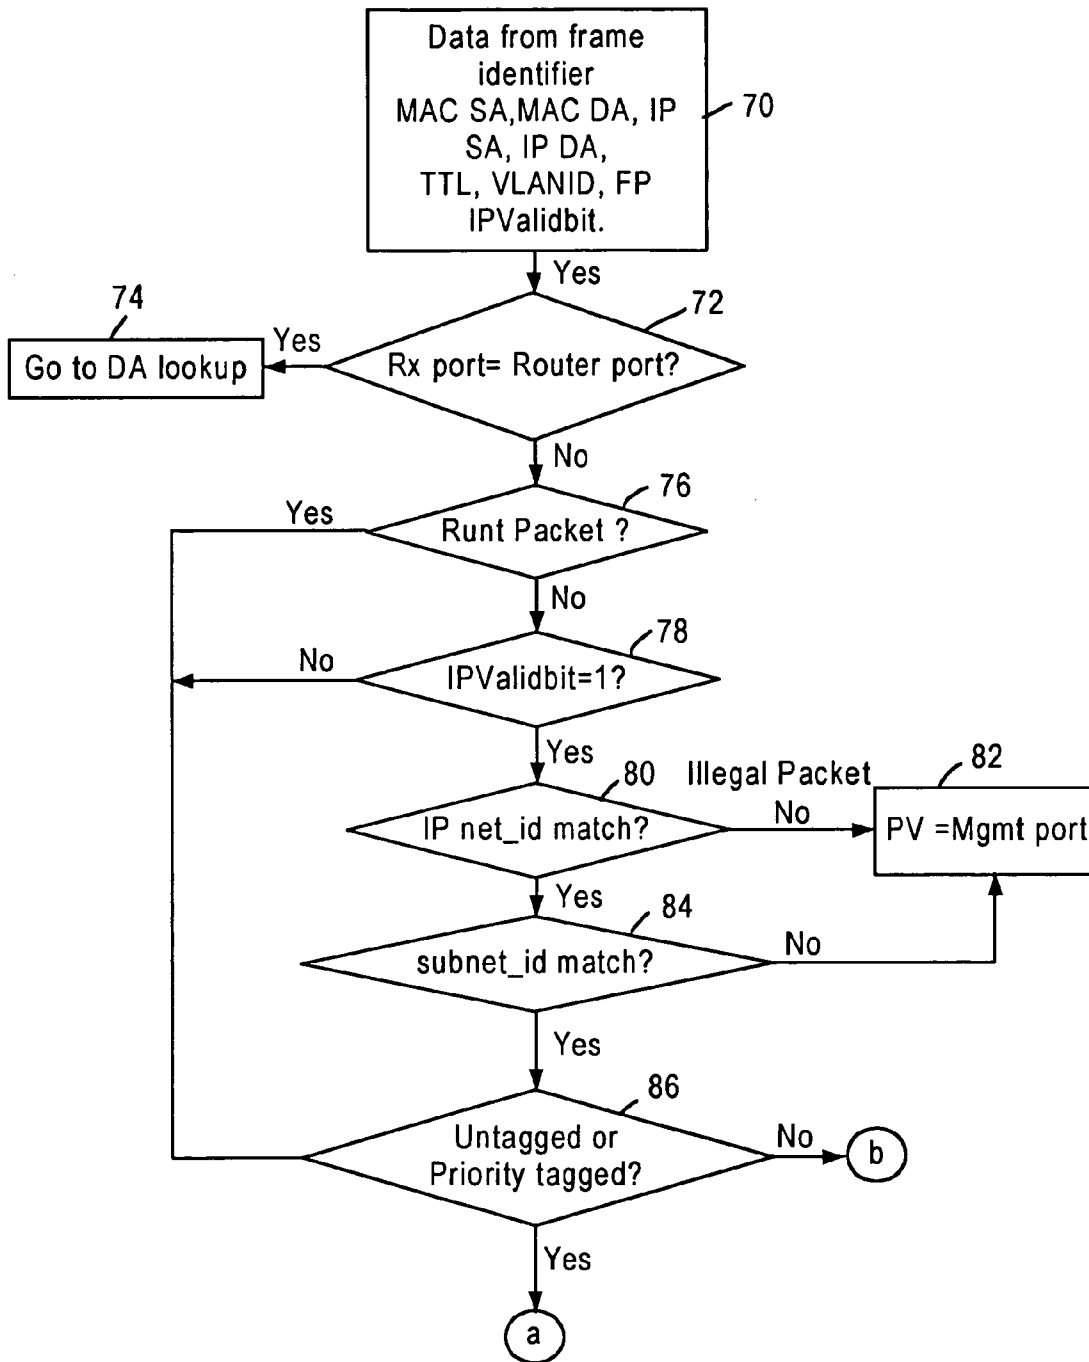 Data from frame
identifier
MAC SA,MAC DA, IP
SA, IP DA,
TTL, VLANID, FP
IPValidbit.
70
Yes
72
74
Yes
Go to DA lookup
Rx port= Router port?
No
76
Yes
Runt Packet ?
No
78
No
IPValidbit=1?
Yes
80
Illegal Packet
82
IP net_id match?
No
PV =Mgmt port
Yes
84
subnet_id match?
No
Yes
86
Untagged or
Priority tagged?
No
b
Yes
a